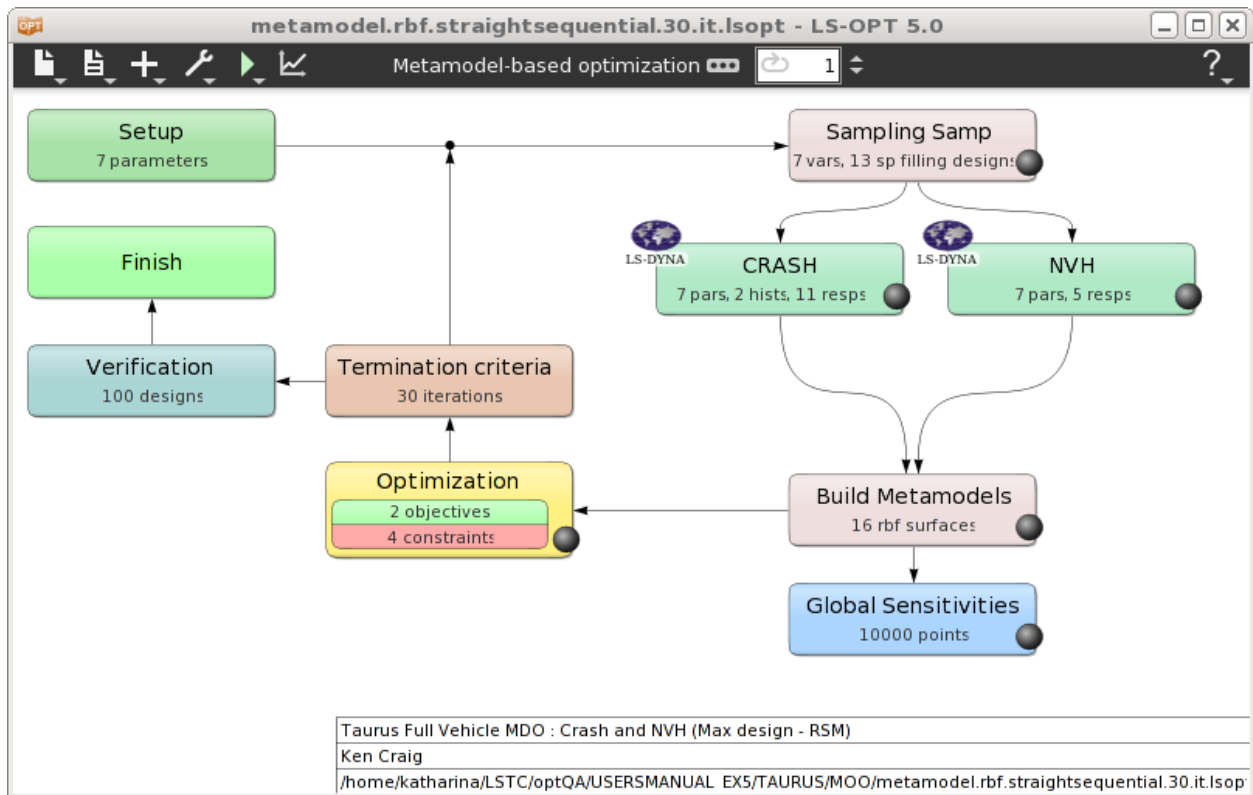 OPT
metamodel.rbf.straightsequential.30.it.lsopt - LS-OPT 5.0
Metamodel-based optimization
1
?
Setup
7 parameters
Sampling Samp
7 vars, 13 sp filling designs
Finish
LS-DYNA
CRASH
7 pars, 2 hists, 11 resps
LS-DYNA
NVH
7 pars, 5 resps
Verification
100 designs
Termination criteria
30 iterations
Optimization
2 objectives
4 constraints
Build Metamodels
16 rbf surfaces
Global Sensitivities
10000 points
Taurus Full Vehicle MDO : Crash and NVH (Max design - RSM)
Ken Craig
/home/katharina/LSTC/optQA/USERSMANUAL_EX5/TAURUS/MOO/metamodel.rbf.straightsequential.30.it.lsop